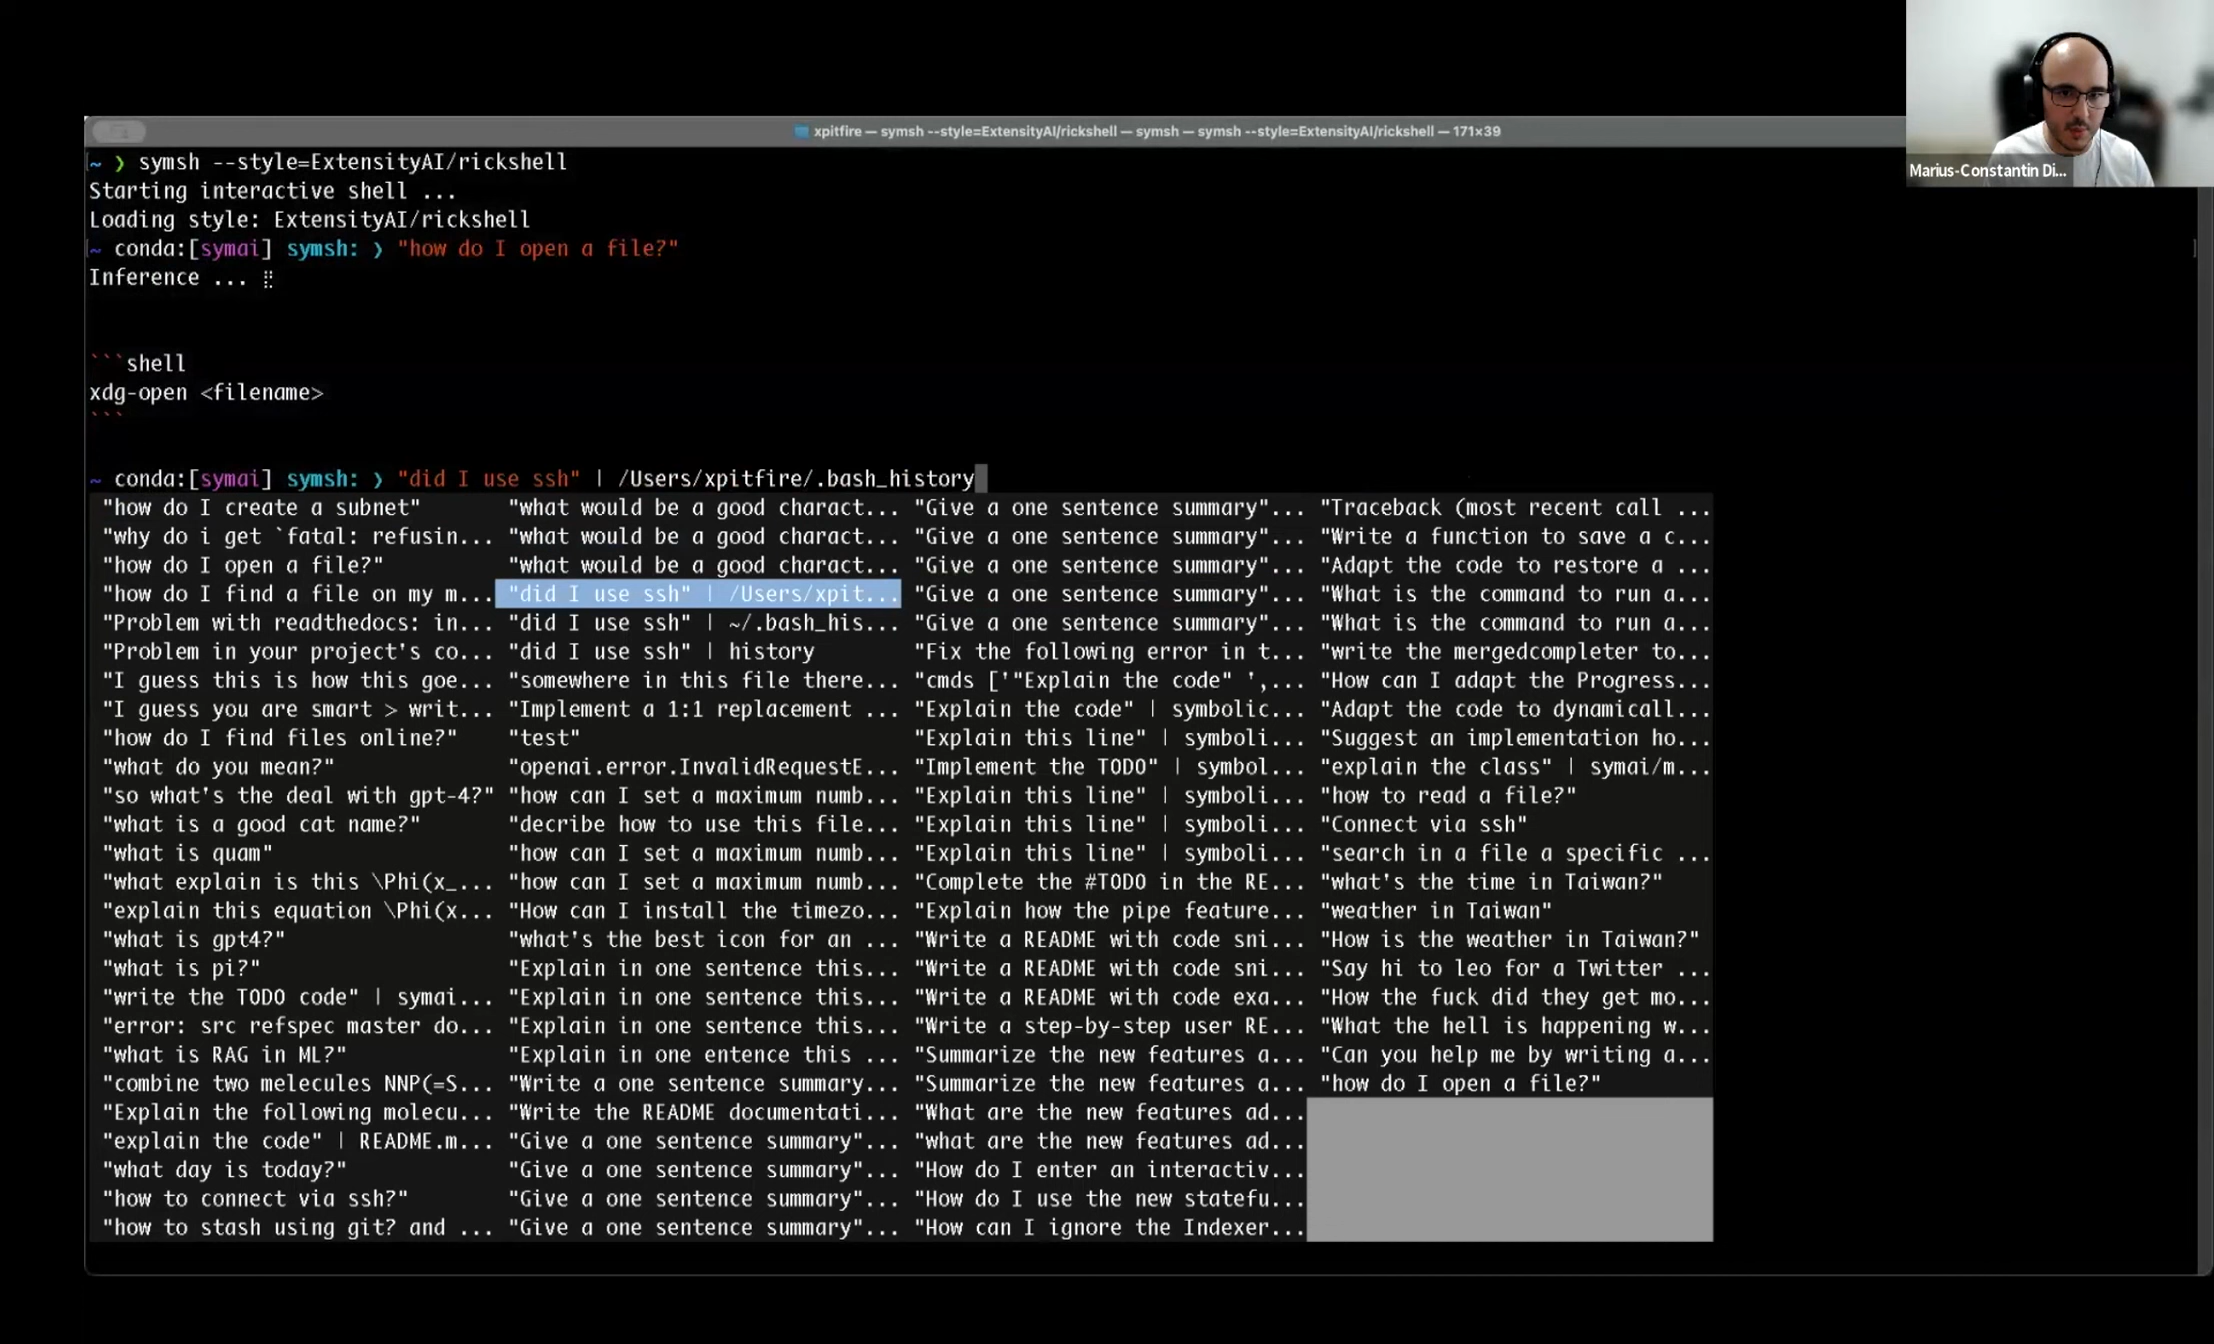 xpitfire — symsh --style=ExtensityAI/rickshell — symsh — symsh --style=ExtensityAI/rickshell — 171×39
Marius-Constantin Di...
~ ❯ symsh --style=ExtensityAI/rickshell
Starting interactive shell ...
Loading style: ExtensityAI/rickshell
~ conda:[symai] symsh: ❯ "how do I open a file?"
Inference ...
```shell
xdg-open <filename>
```
~ conda:[symai] symsh: ❯ "did I use ssh" | /Users/xpitfire/.bash_history
"how do I create a subnet" "what would be a good charact... "Give a one sentence summary"... "Traceback (most recent call ...
"why do i get `fatal: refusin... "what would be a good charact... "Give a one sentence summary"... "Write a function to save a c...
"how do I open a file?" "what would be a good charact... "Give a one sentence summary"... "Adapt the code to restore a ...
"how do I find a file on my m... "did I use ssh" | /Users/xpit... "Give a one sentence summary"... "What is the command to run a...
"Problem with readthedocs: in... "did I use ssh" | ~/.bash_his... "Give a one sentence summary"... "What is the command to run a...
"Problem in your project's co... "did I use ssh" | history "Fix the following error in t... "write the mergedcompleter to...
"I guess this is how this goe... "somewhere in this file there... "cmds ['"Explain the code" ',... "How can I adapt the Progress...
"I guess you are smart > writ... "Implement a 1:1 replacement ... "Explain the code" | symbolic... "Adapt the code to dynamicall...
"how do I find files online?" "test" "Explain this line" | symboli... "Suggest an implementation ho...
"what do you mean?" "openai.error.InvalidRequestE... "Implement the TODO" | symbol... "explain the class" | symai/m...
"so what's the deal with gpt-4?" "how can I set a maximum numb... "Explain this line" | symboli... "how to read a file?"
"what is a good cat name?" "decribe how to use this file... "Explain this line" | symboli... "Connect via ssh"
"what is quam" "how can I set a maximum numb... "Explain this line" | symboli... "search in a file a specific ...
"what explain is this \Phi(x_... "how can I set a maximum numb... "Complete the #TODO in the RE... "what's the time in Taiwan?"
"explain this equation \Phi(x... "How can I install the timezo... "Explain how the pipe feature... "weather in Taiwan"
"what is gpt4?" "what's the best icon for an ... "Write a README with code sni... "How is the weather in Taiwan?"
"what is pi?" "Explain in one sentence this... "Write a README with code sni... "Say hi to leo for a Twitter ...
"write the TODO code" | symai... "Explain in one sentence this... "Write a README with code exa... "How the fuck did they get mo...
"error: src refspec master do... "Explain in one sentence this... "Write a step-by-step user RE... "What the hell is happening w...
"what is RAG in ML?" "Explain in one entence this ... "Summarize the new features a... "Can you help me by writing a...
"combine two melecules NNP(=S... "Write a one sentence summary... "Summarize the new features a... "how do I open a file?"
"Explain the following molecu... "Write the README documentati... "What are the new features ad...
"explain the code" | README.m... "Give a one sentence summary"... "what are the new features ad...
"what day is today?" "Give a one sentence summary"... "How do I enter an interactiv...
"how to connect via ssh?" "Give a one sentence summary"... "How do I use the new statefu...
"how to stash using git? and ... "Give a one sentence summary"... "How can I ignore the Indexer...